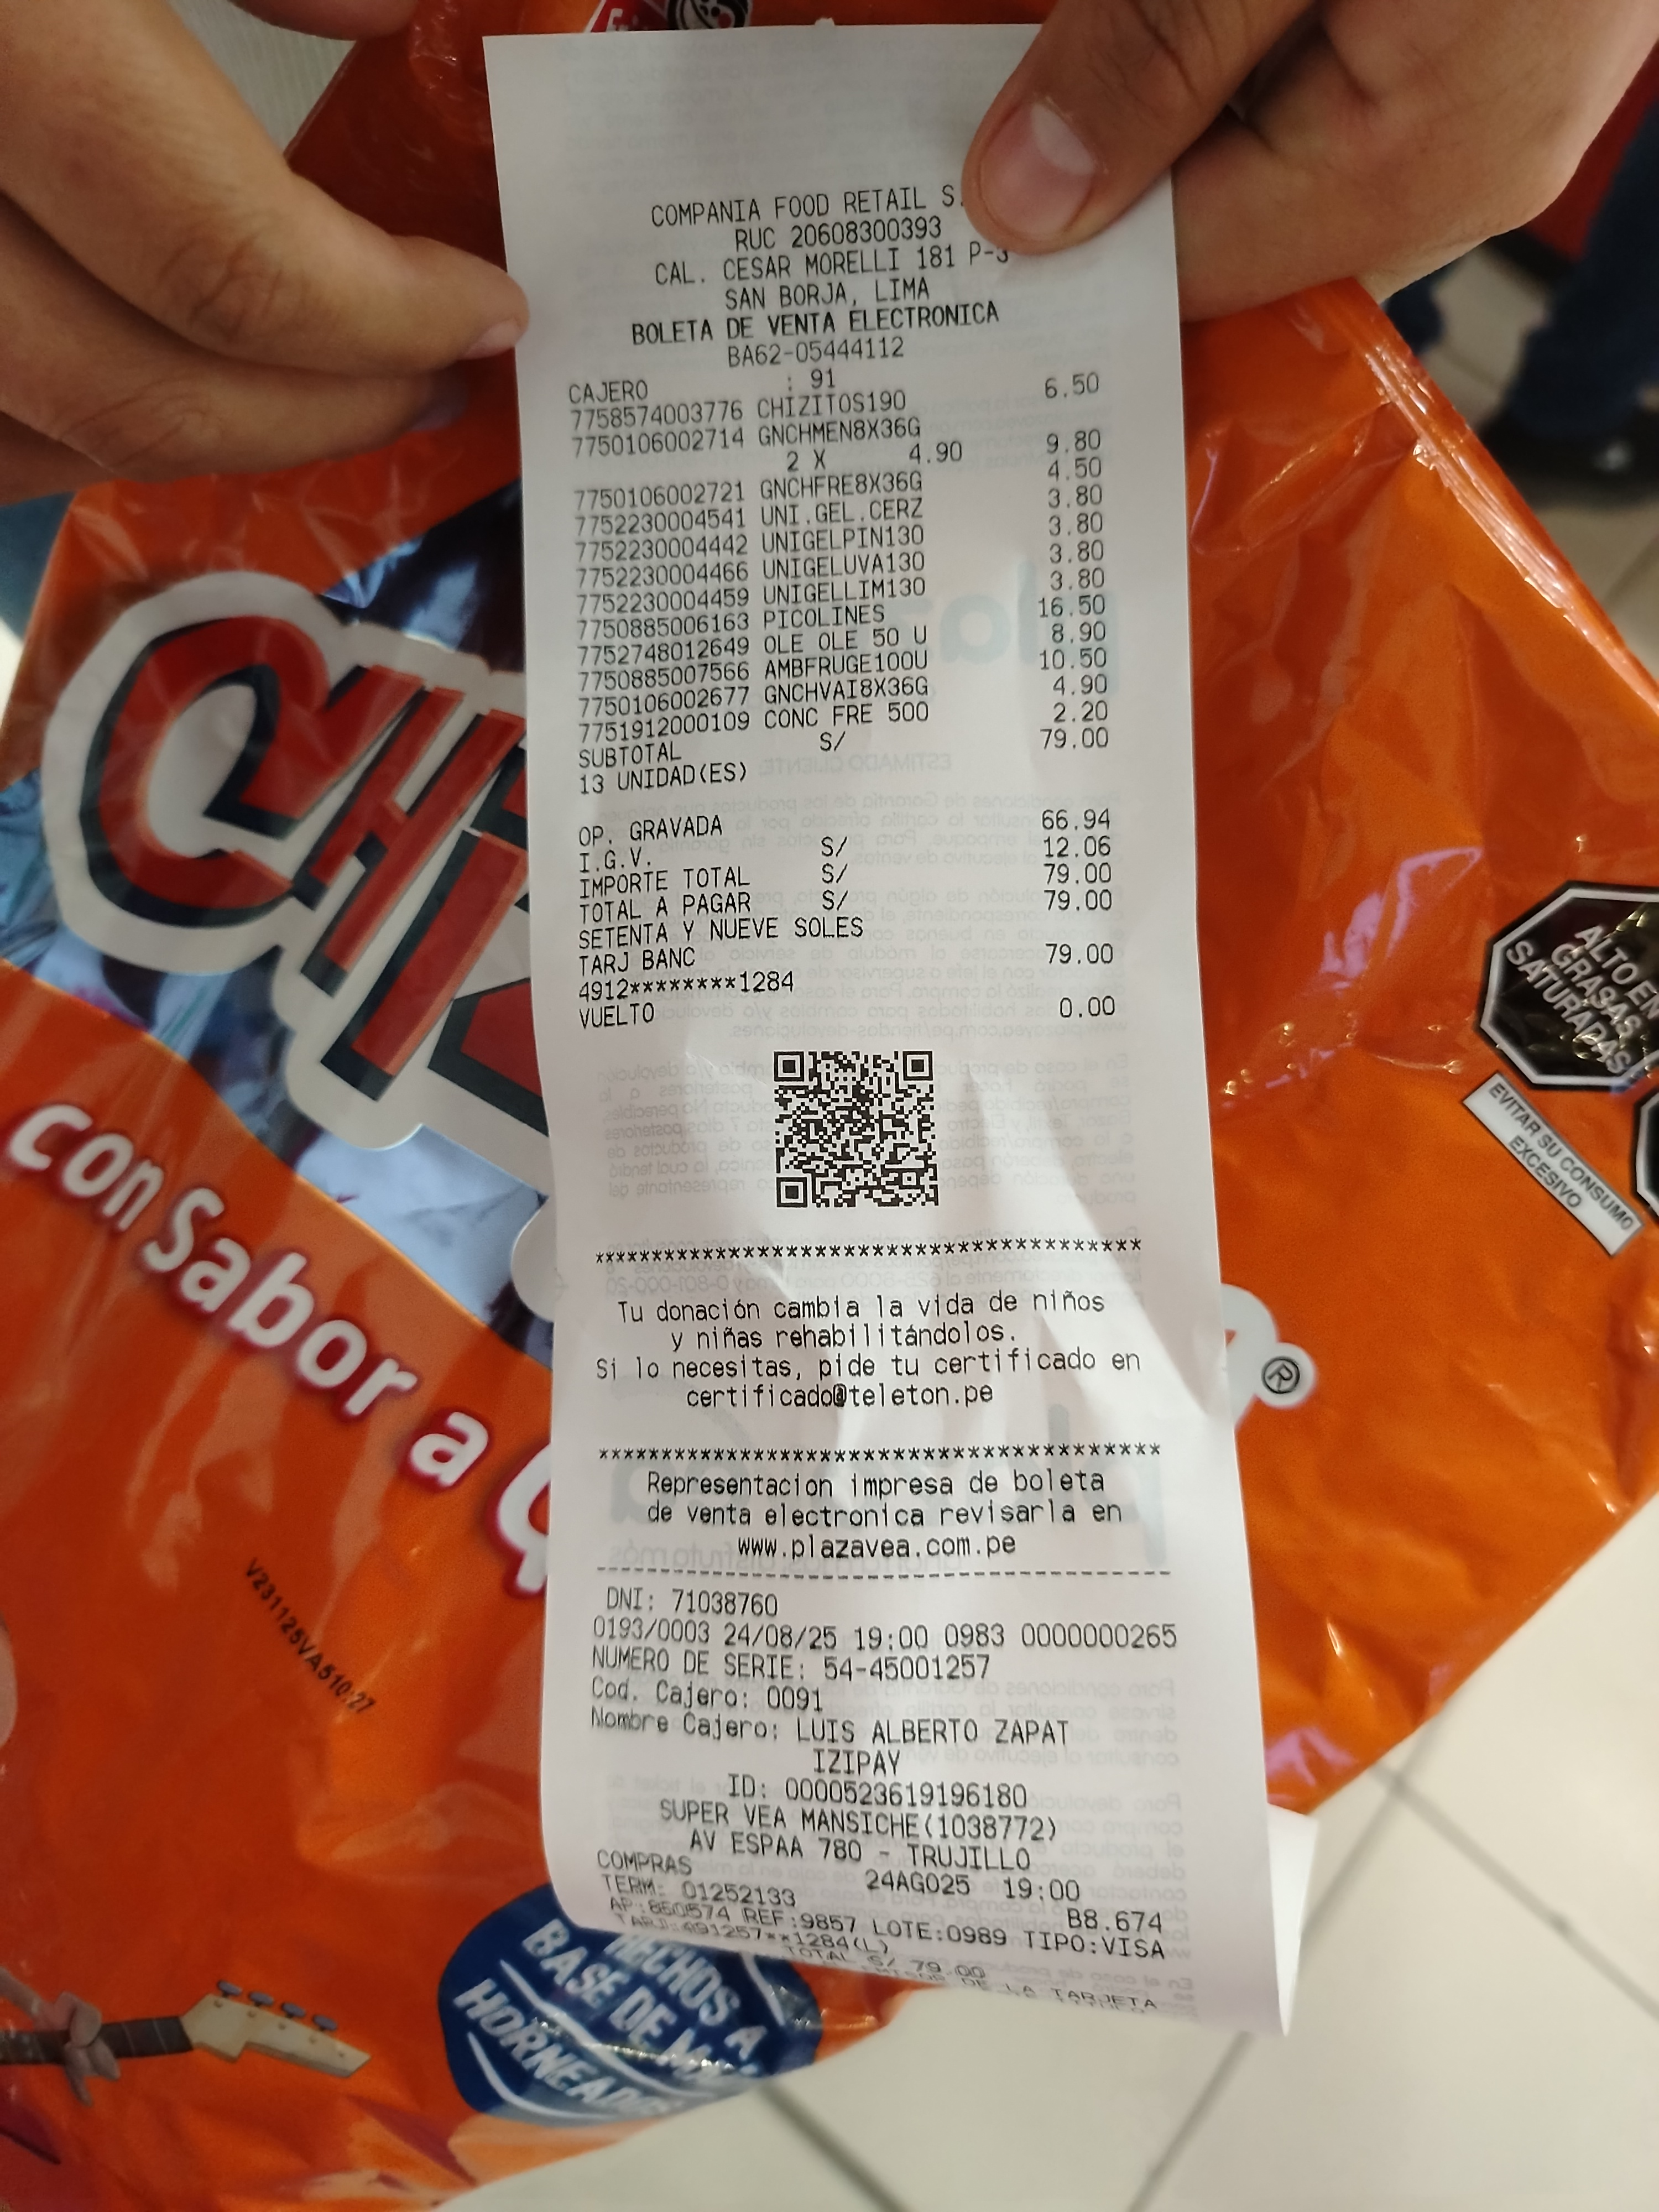 COMPANIA FOOD RETAIL S.
RUC 20608300393
CAL. CESAR MORELLI 181 P-3
SAN BORJA, LIMA
BOLETA DE VENTA ELECTRONICA
BA62-05444112
CAJERO : 91
7758574003776 CHIZITOS190 6.50
7750106002714 GNCHMEN8X36G
2 X 4.90 9.80
7750106002721 GNCHFRE8X36G 4.50
7752230004541 UNI.GEL.CERZ 3.80
7752230004442 UNIGELPIN130 3.80
7752230004466 UNIGELUVA130 3.80
7752230004459 UNIGELLIM130 3.80
7750885006163 PICOLINES 16.50
7752748012649 OLE OLE 50 U 8.90
7750885007566 AMBFRUGE100U 10.50
7750106002677 GNCHVAI8X36G 4.90
7751912000109 CONC FRE 500 2.20
SUBTOTAL S/ 79.00
13 UNIDAD(ES)
OP. GRAVADA 66.94
I.G.V. S/ 12.06
IMPORTE TOTAL S/ 79.00
TOTAL A PAGAR S/ 79.00
SETENTA Y NUEVE SOLES
TARJ BANC 79.00
4912********1284
VUELTO 0.00
****************************************
Tu donación cambia la vida de niños
y niñas rehabilitándolos.
Si lo necesitas, pide tu certificado en
certificado@teleton.pe
****************************************
Representacion impresa de boleta
de venta electronica revisarla en
www.plazavea.com.pe
----------------------------------------
DNI: 71038760
0193/0003 24/08/25 19:00 0983 0000000265
NUMERO DE SERIE: 54-45001257
Cod. Cajero: 0091
Nombre Cajero: LUIS ALBERTO ZAPAT
IZIPAY
ID: 0000523619196180
SUPER VEA MANSICHE(1038772)
AV ESPAA 780 - TRUJILLO
COMPRAS 24AGO25 19:00
TERM: 01252133 B8.674
AP:850574 REF:9857 LOTE:0989 TIPO:VISA
TARJ:491257**1284(L)
TOTAL S/ 79.00
DE LA TARJETA
CHI
con Sabor a
®
ALTO EN
GRASAS
SATURADAS
EVITAR SU CONSUMO
EXCESIVO
V231125VA510:27
HECHOS A
BASE DE